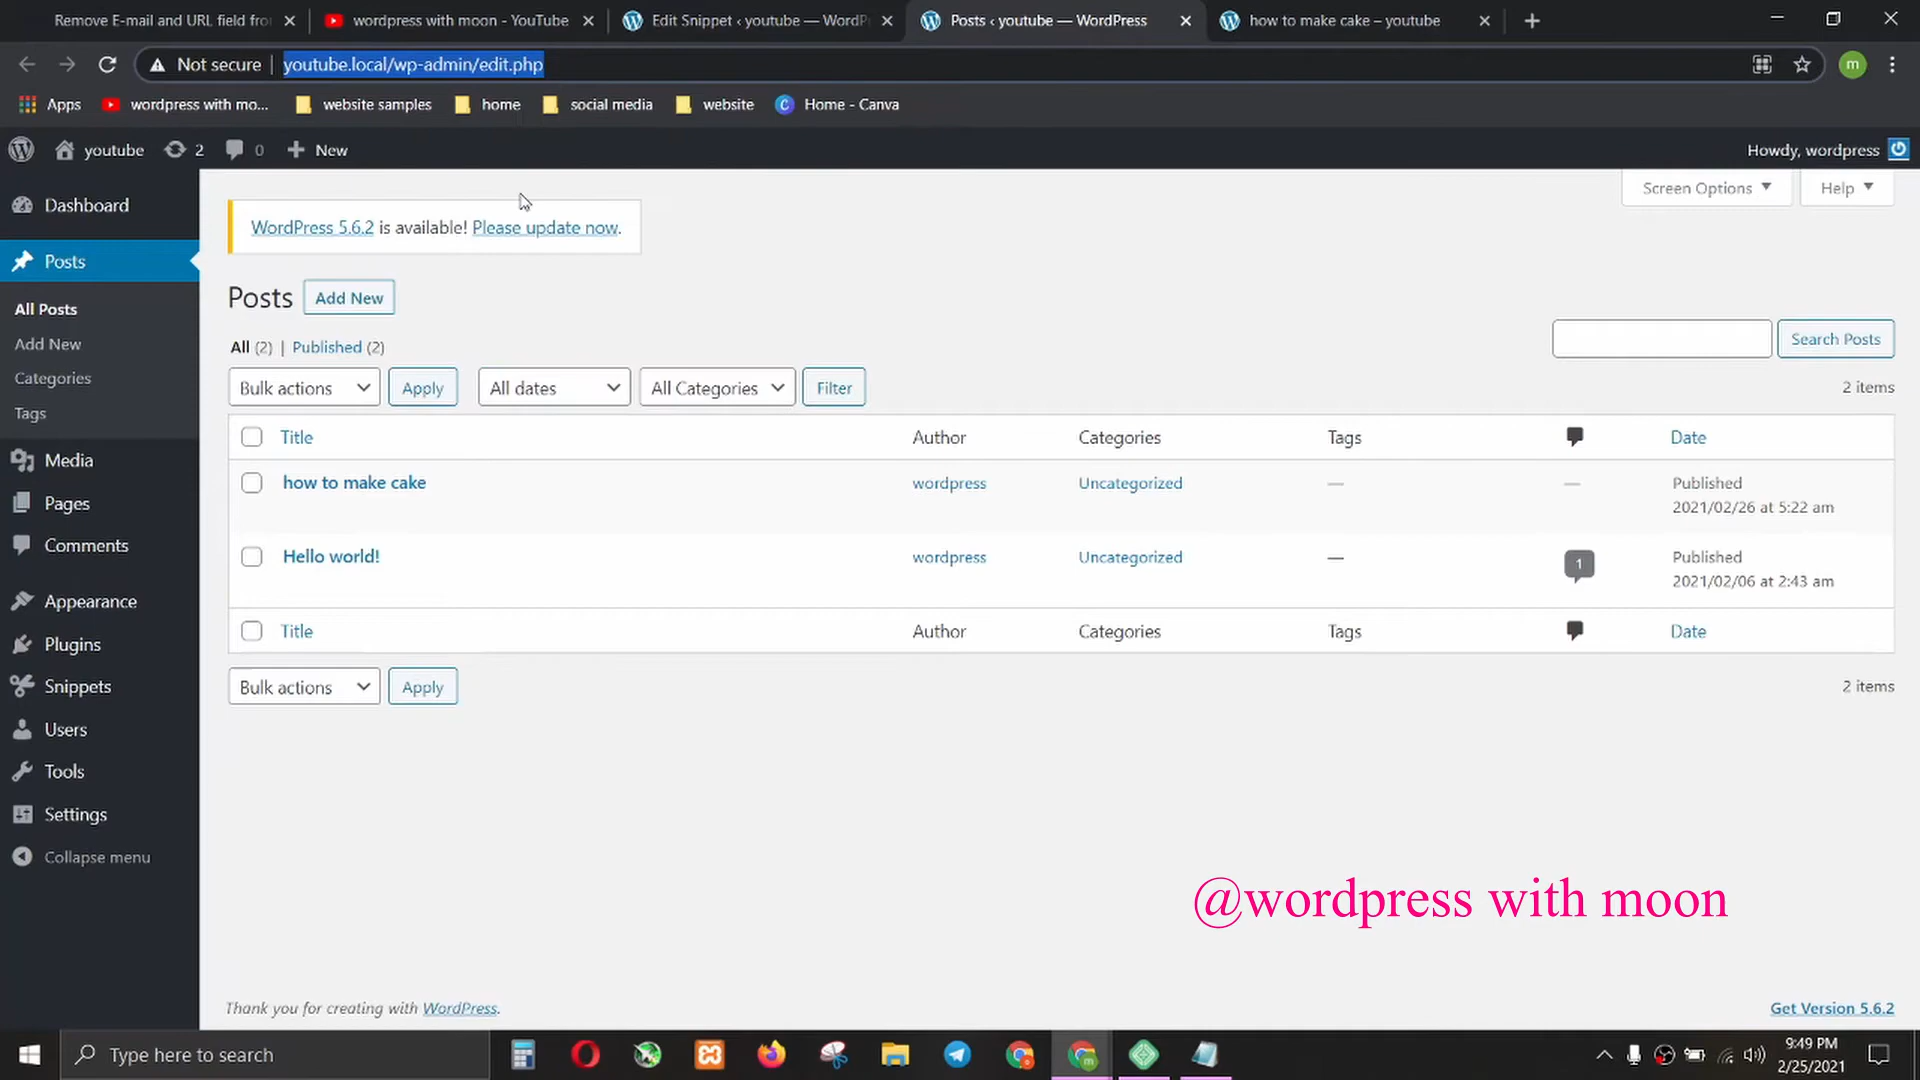 Remove E-mail and URL field fro
wordpress with moon - YouTube
Edit Snippet ‹ youtube — WordP
Posts ‹ youtube — WordPress
how to make cake – youtube
Not secure
youtube.local/wp-admin/edit.php
m
Apps
wordpress with mo...
website samples
home
social media
website
Home - Canva
youtube
2
0
New
Howdy, wordpress
Screen Options
Help
Dashboard
Posts
All Posts
Add New
Categories
Tags
Media
Pages
Comments
Appearance
Plugins
Snippets
Users
Tools
Settings
Collapse menu
WordPress 5.6.2 is available! Please update now.
Posts Add New
All (2) | Published (2)
Search Posts
Bulk actions Apply All dates All Categories Filter 2 items
Title Author Categories Tags Date
how to make cake wordpress Uncategorized — — Published
2021/02/26 at 5:22 am
Hello world! wordpress Uncategorized — 1 Published
2021/02/06 at 2:43 am
Title Author Categories Tags Date
Bulk actions Apply 2 items
@wordpress with moon
Thank you for creating with WordPress.
Get Version 5.6.2
Type here to search
9:49 PM
2/25/2021